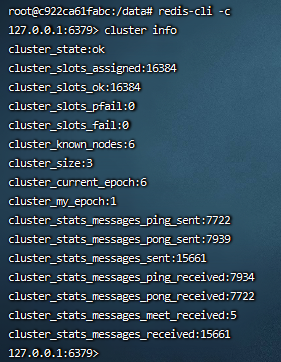 root@c922ca61fabc:/data# redis-cli -c
127.0.0.1:6379> cluster info
cluster_state:ok
cluster_slots_assigned:16384
cluster_slots_ok:16384
cluster_slots_pfail:0
cluster_slots_fail:0
cluster_known_nodes:6
cluster_size:3
cluster_current_epoch:6
cluster_my_epoch:1
cluster_stats_messages_ping_sent:7722
cluster_stats_messages_pong_sent:7939
cluster_stats_messages_sent:15661
cluster_stats_messages_ping_received:7934
cluster_stats_messages_pong_received:7722
cluster_stats_messages_meet_received:5
cluster_stats_messages_received:15661
127.0.0.1:6379>